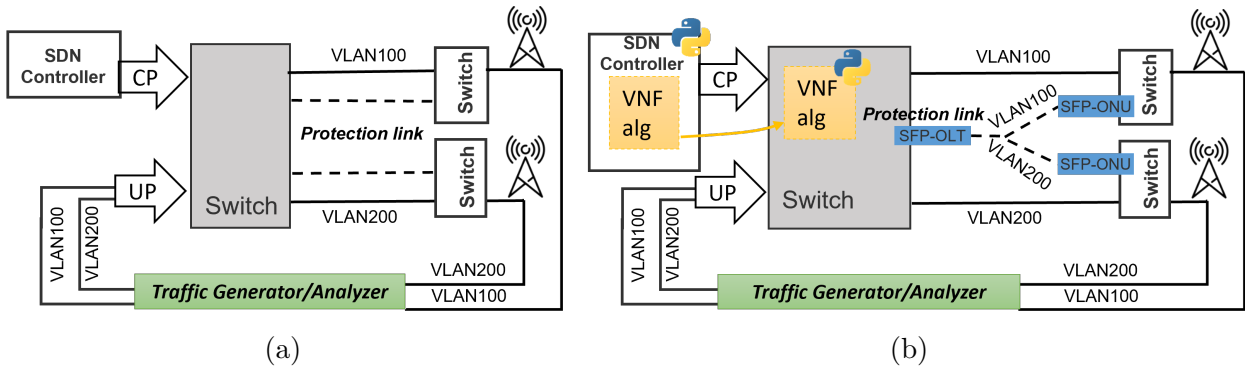 SDN
Controller
CP
VLAN100
Switch
Protection link
Switch
UP
Switch
VLAN200
VLAN100
VLAN200
VLAN200
VLAN100
Traffic Generator/Analyzer
(a)
SDN
Controller
VNF
alg
CP
VNF
alg
VLAN100
Switch
Protection link
SFP-OLT
VLAN100
VLAN200
SFP-ONU
SFP-ONU
Switch
UP
Switch
VLAN200
VLAN100
VLAN200
VLAN200
VLAN100
Traffic Generator/Analyzer
(b)